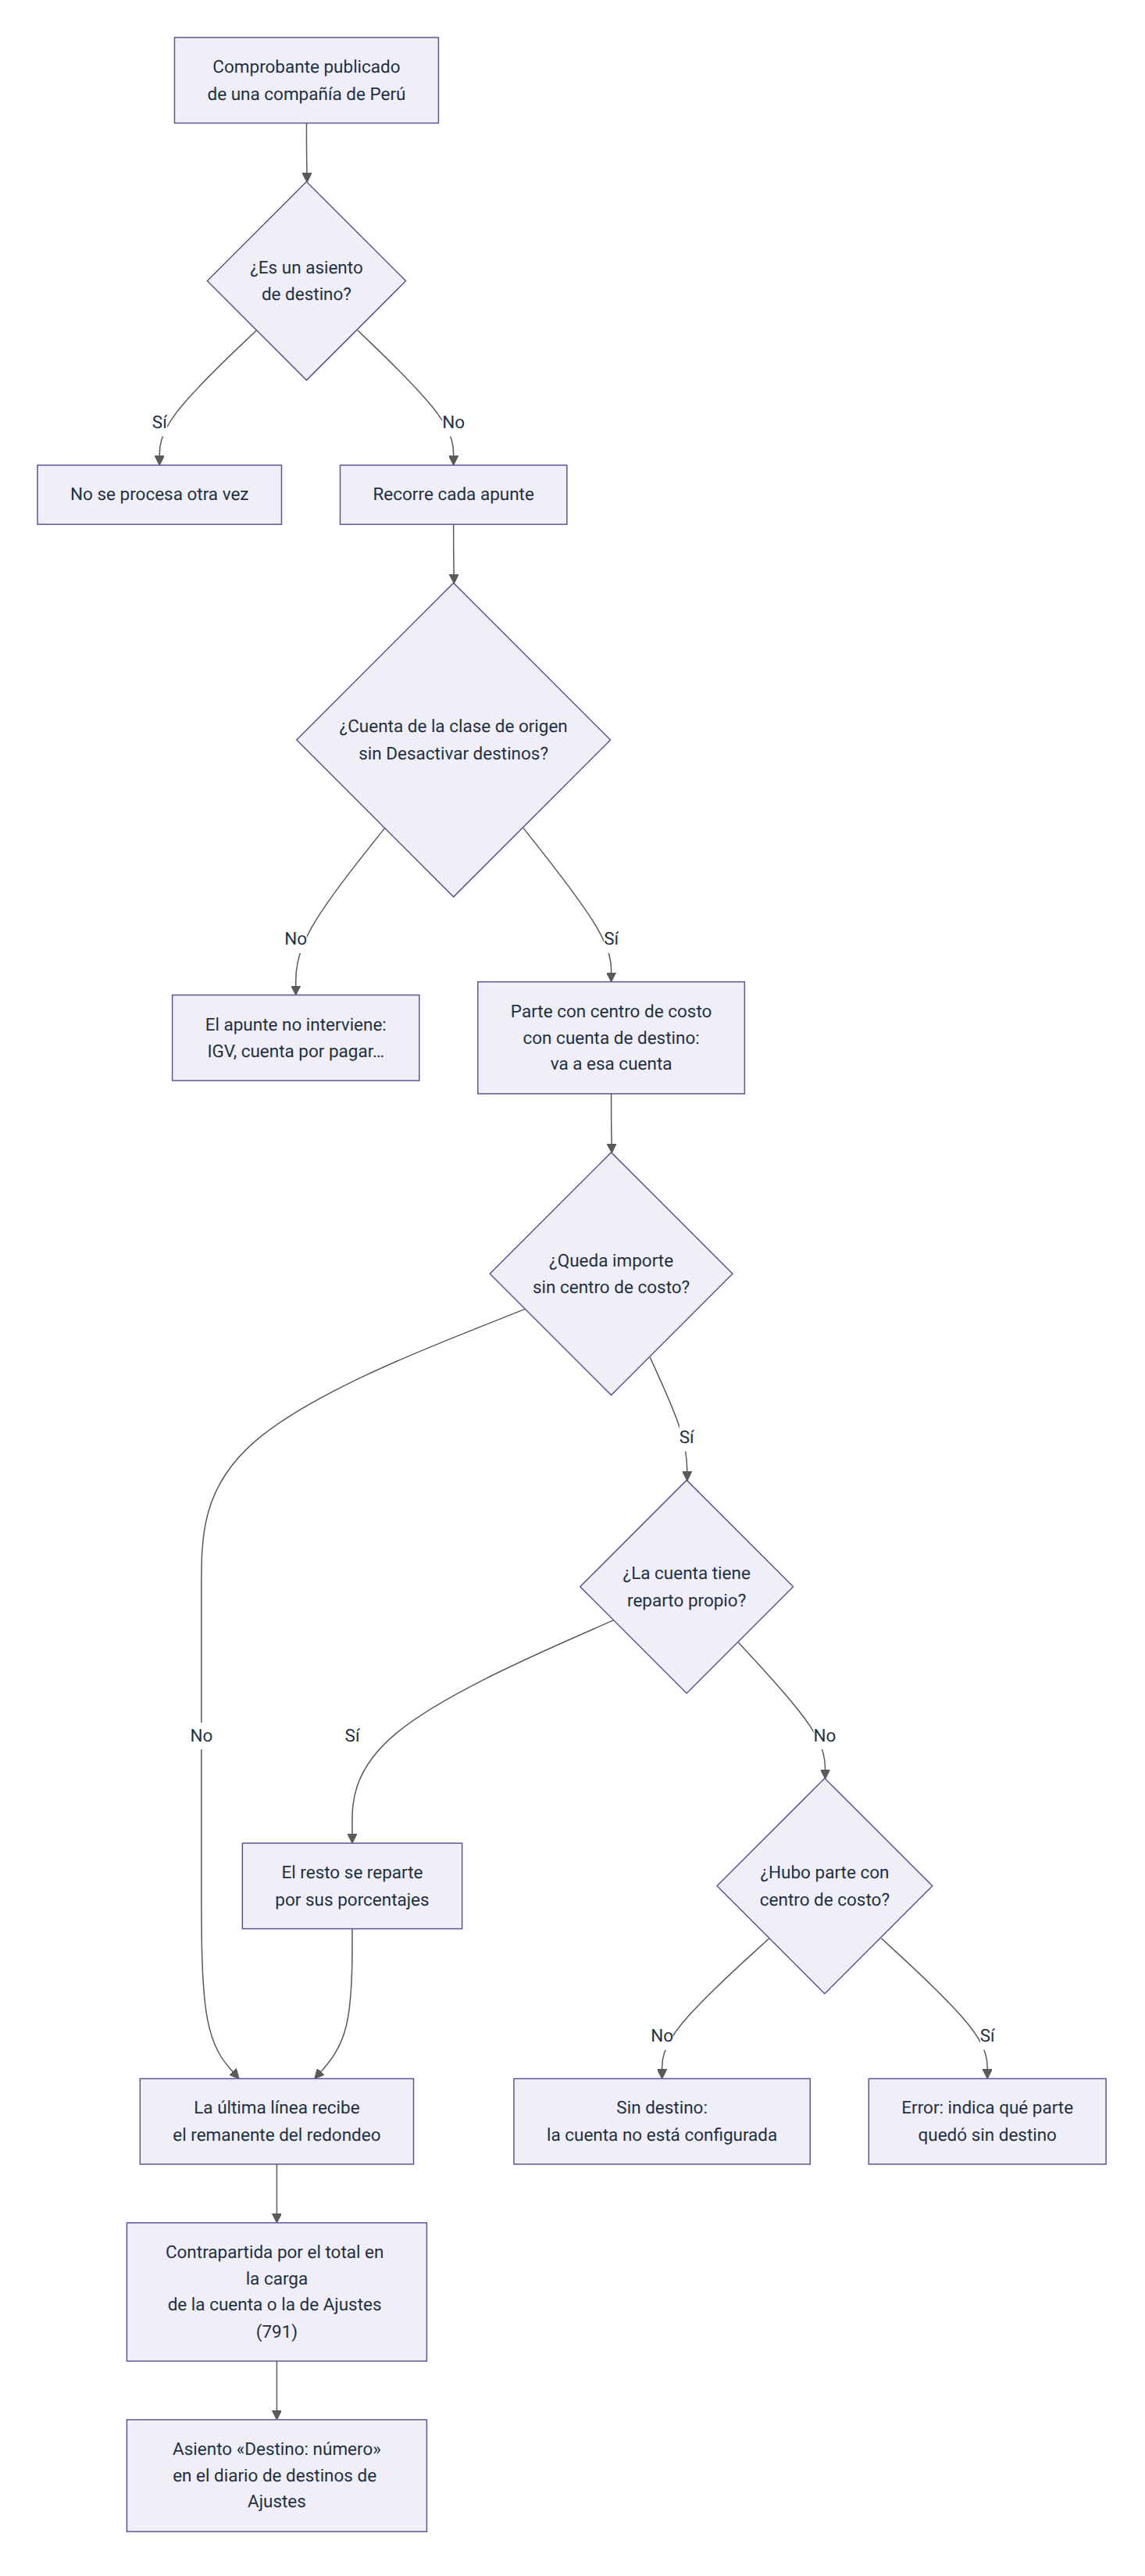 Comprobante publicado
de una compañía de Perú
¿Es un asiento
de destino?
Sí
No
No se procesa otra vez
Recorre cada apunte
¿Cuenta de la clase de origen
sin Desactivar destinos?
No
Sí
El apunte no interviene:
IGV, cuenta por pagar...
Parte con centro de costo
con cuenta de destino:
va a esa cuenta
¿Queda importe
sin centro de costo?
Sí
¿La cuenta tiene
reparto propio?
No
Sí
No
El resto se reparte
por sus porcentajes
¿Hubo parte con
centro de costo?
No
Sí
La última línea recibe
el remanente del redondeo
Sin destino:
la cuenta no está configurada
Error: indica qué parte
quedó sin destino
Contrapartida por el total en
la carga
de la cuenta o la de Ajustes
(791)
Asiento «Destino: número»
en el diario de destinos de
Ajustes